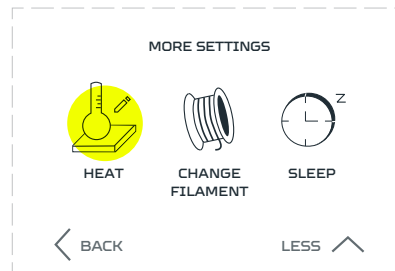 MORE SETTINGS
Z
HEAT
CHANGE
FILAMENT
SLEEP
BACK
LESS